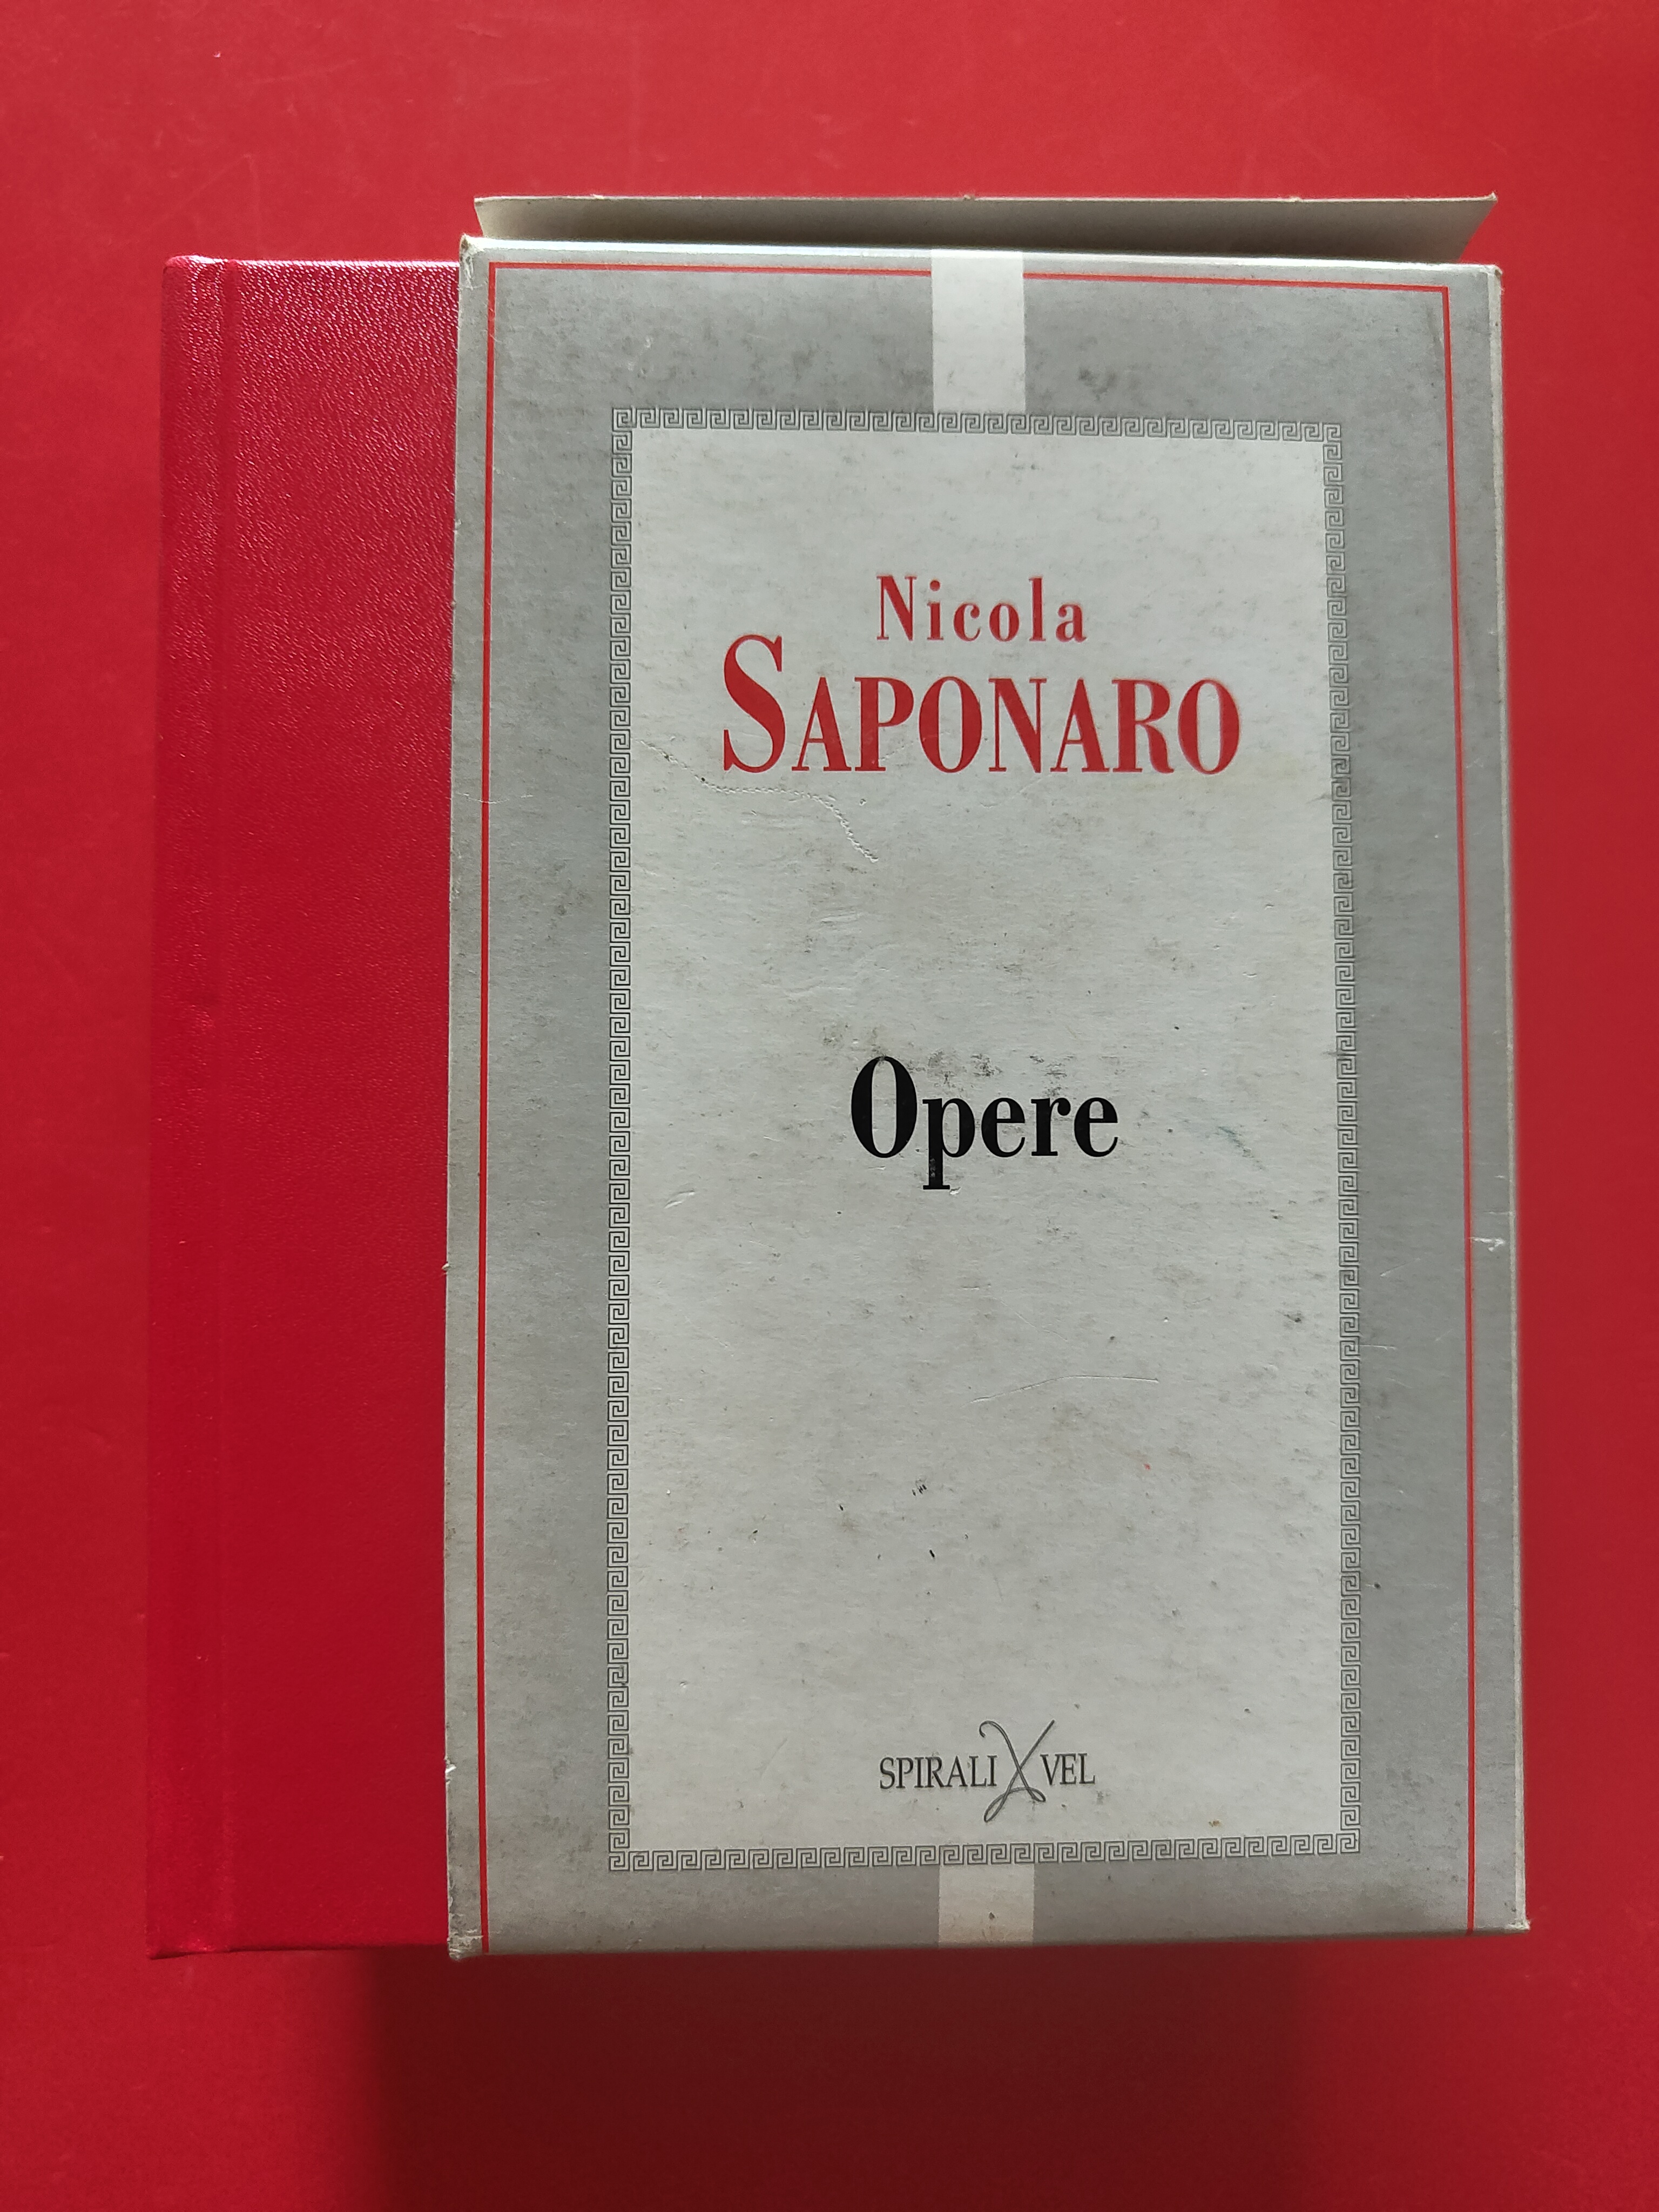 Nicola
SAPONARO
Opere
SPIRALI VEL